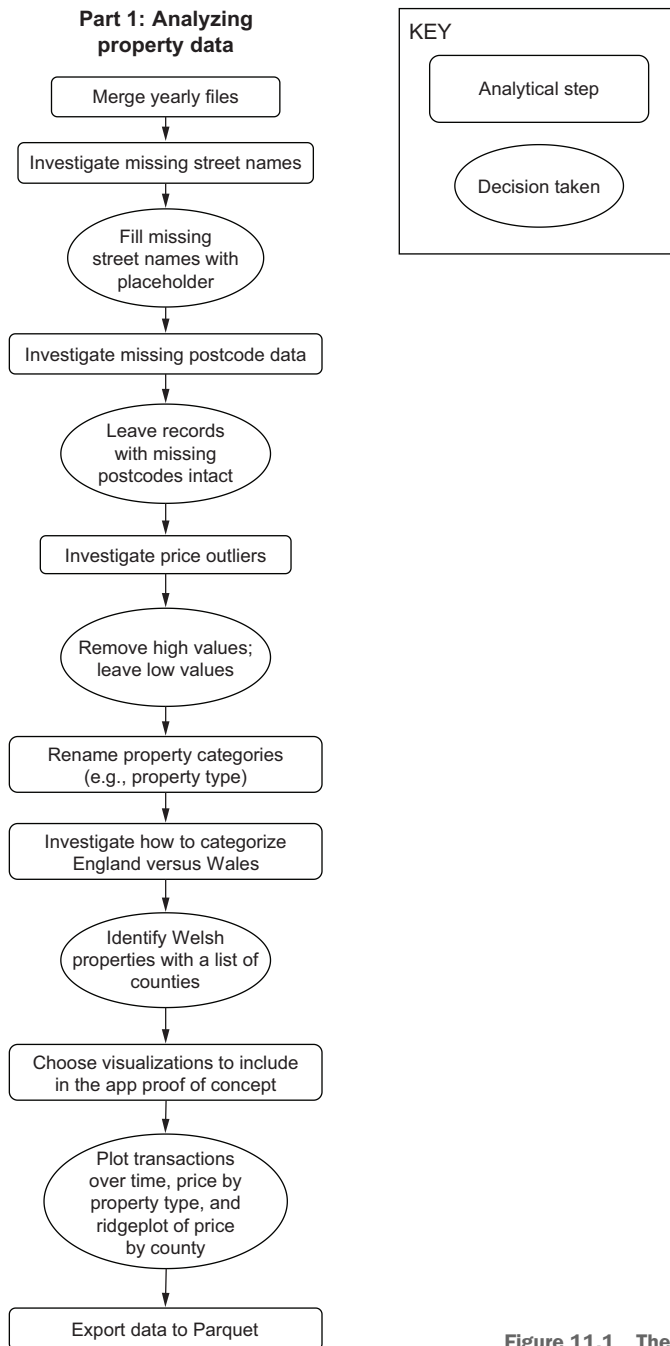 Part 1: Analyzing
property data
Merge yearly files
Investigate missing street names
Fill missing
street names with
placeholder
Investigate missing postcode data
Leave records
with missing
postcodes intact
Investigate price outliers
Remove high values;
leave low values
Rename property categories
(e.g., property type)
Investigate how to categorize
England versus Wales
Identify Welsh
properties with a list of
counties
Choose visualizations to include
in the app proof of concept
Plot transactions
over time, price by
property type, and
ridgeplot of price
by county
Export data to Parquet
KEY
Analytical step
Decision taken
Figure 11.1 The